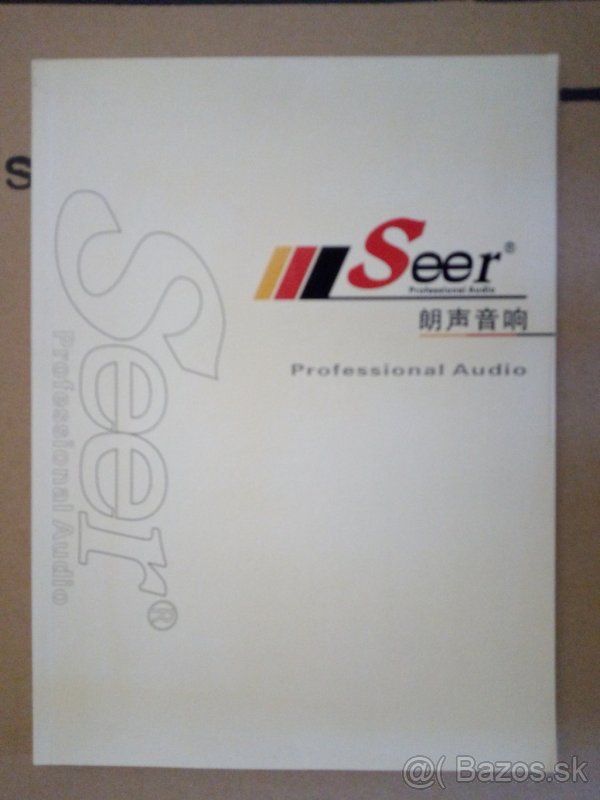 S
Seer®
Professional Audio
朗声音响
Professional Audio
Seer®
Professional Audio
@( Bazos.sk